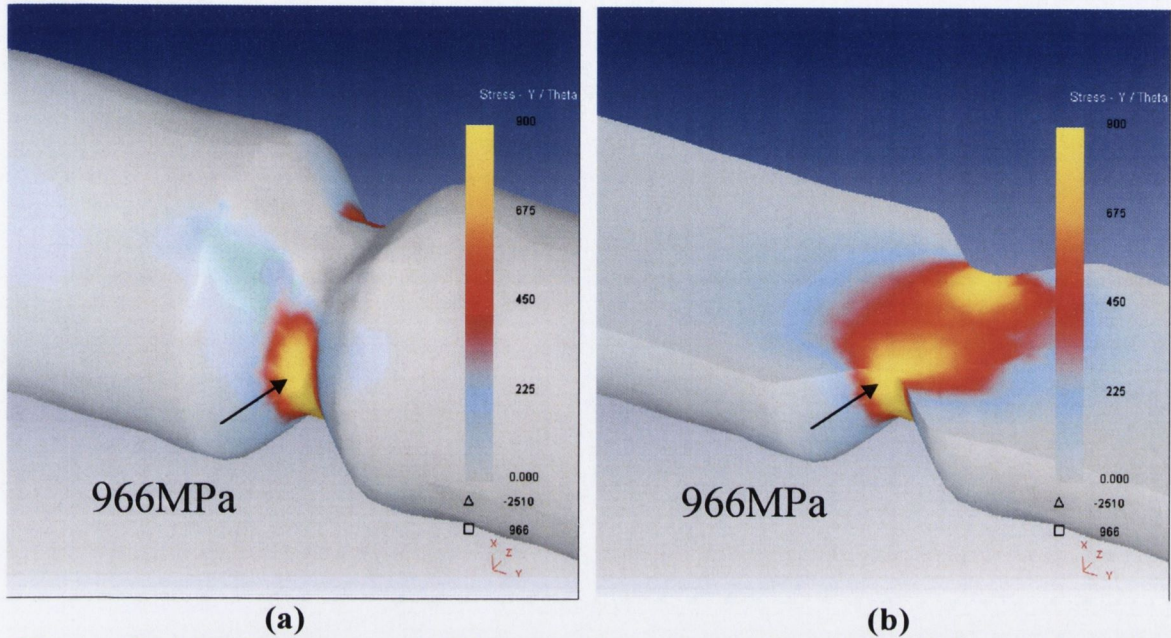 Stress - Y / Theta
900
675
450
225
0.000
△ -2510
□ 966
X
Z
Y
966MPa
(a)
Stress - Y / Theta
900
675
450
225
0.000
△ -2510
□ 966
X
Z
Y
966MPa
(b)